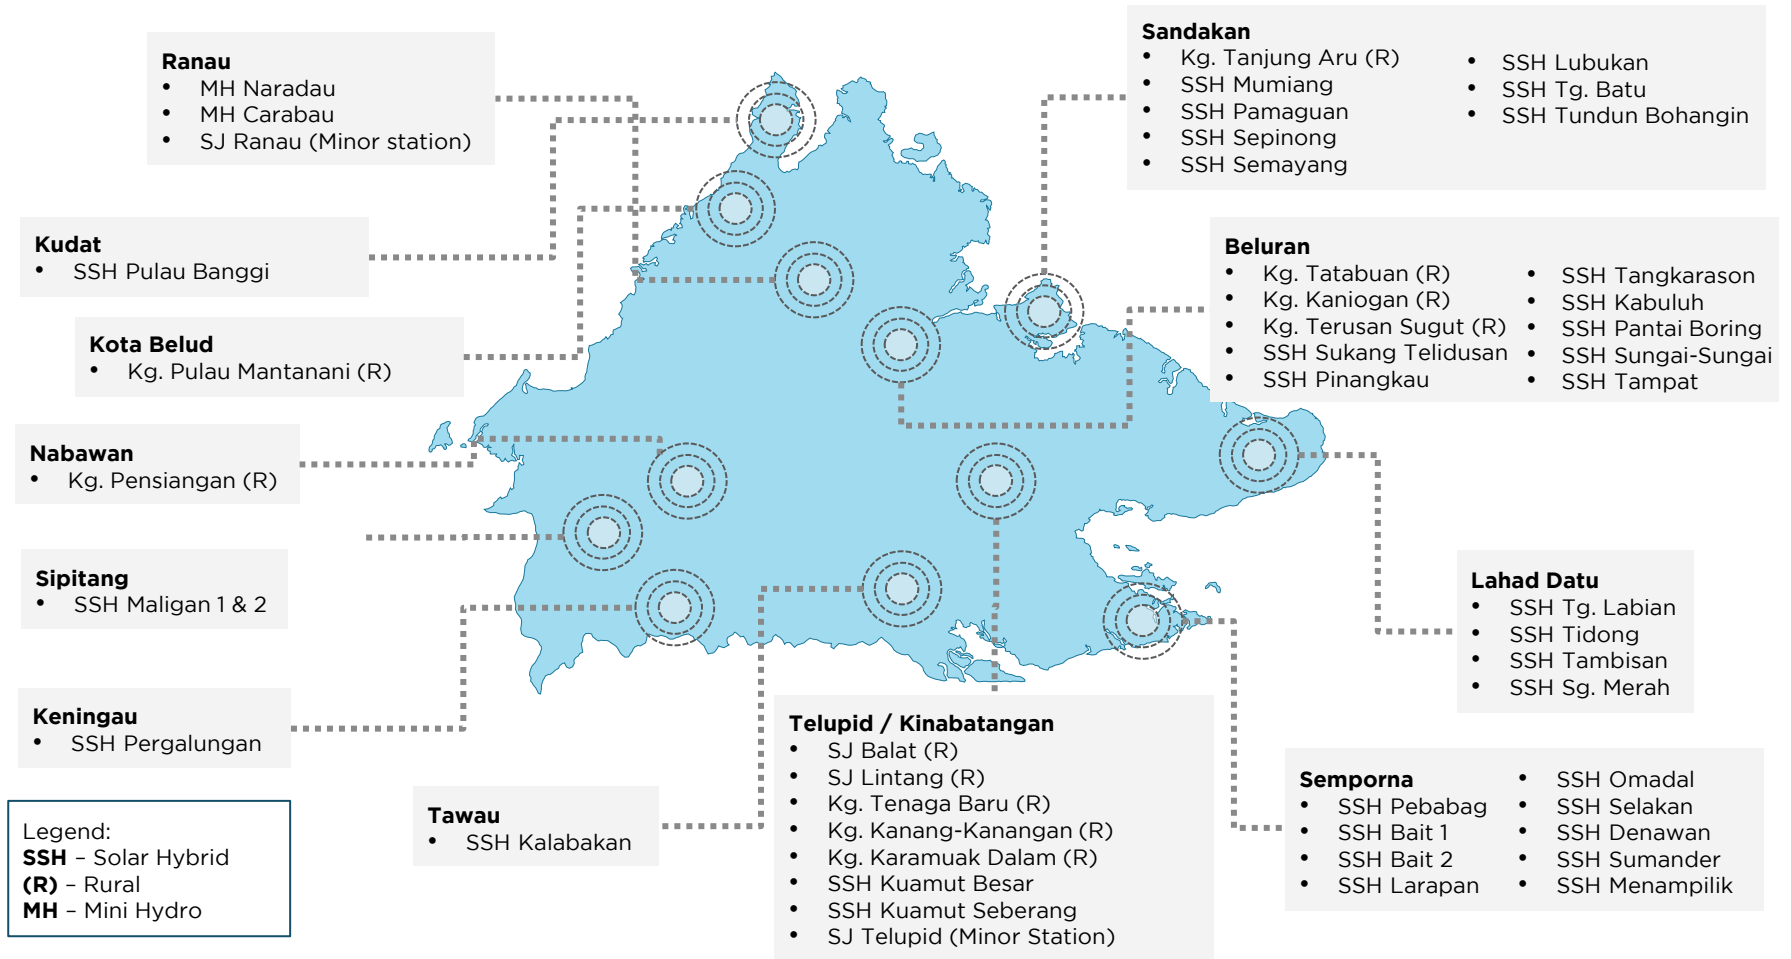 Ranau
• MH Naradau
• MH Carabau
• SJ Ranau (Minor station)
Kudat
• SSH Pulau Banggi
Kota Belud
• Kg. Pulau Mantanani (R)
Nabawan
• Kg. Pensiangan (R)
Sipitang
• SSH Maligan 1 & 2
Keningau
• SSH Pergalungan
Legend:
SSH – Solar Hybrid
(R) – Rural
MH – Mini Hydro
Tawau
• SSH Kalabakan
Telupid / Kinabatangan
• SJ Balat (R)
• SJ Lintang (R)
• Kg. Tenaga Baru (R)
• Kg. Kanang-Kanangan (R)
• Kg. Karamuak Dalam (R)
• SSH Kuamut Besar
• SSH Kuamut Seberang
• SJ Telupid (Minor Station)
Sandakan
• Kg. Tanjung Aru (R)
• SSH Mumiang
• SSH Pamaguan
• SSH Sepinong
• SSH Semayang
• SSH Lubukan
• SSH Tg. Batu
• SSH Tundun Bohangin
Beluran
• Kg. Tatabuan (R)
• Kg. Kaniogan (R)
• Kg. Terusan Sugut (R)
• SSH Sukang Telidusan
• SSH Pinangkau
• SSH Tangkarason
• SSH Kabuluh
• SSH Pantai Boring
• SSH Sungai-Sungai
• SSH Tampat
Lahad Datu
• SSH Tg. Labian
• SSH Tidong
• SSH Tambisan
• SSH Sg. Merah
Semporna
• SSH Pebabag
• SSH Bait 1
• SSH Bait 2
• SSH Larapan
• SSH Omadal
• SSH Selakan
• SSH Denawan
• SSH Sumander
• SSH Menampilik